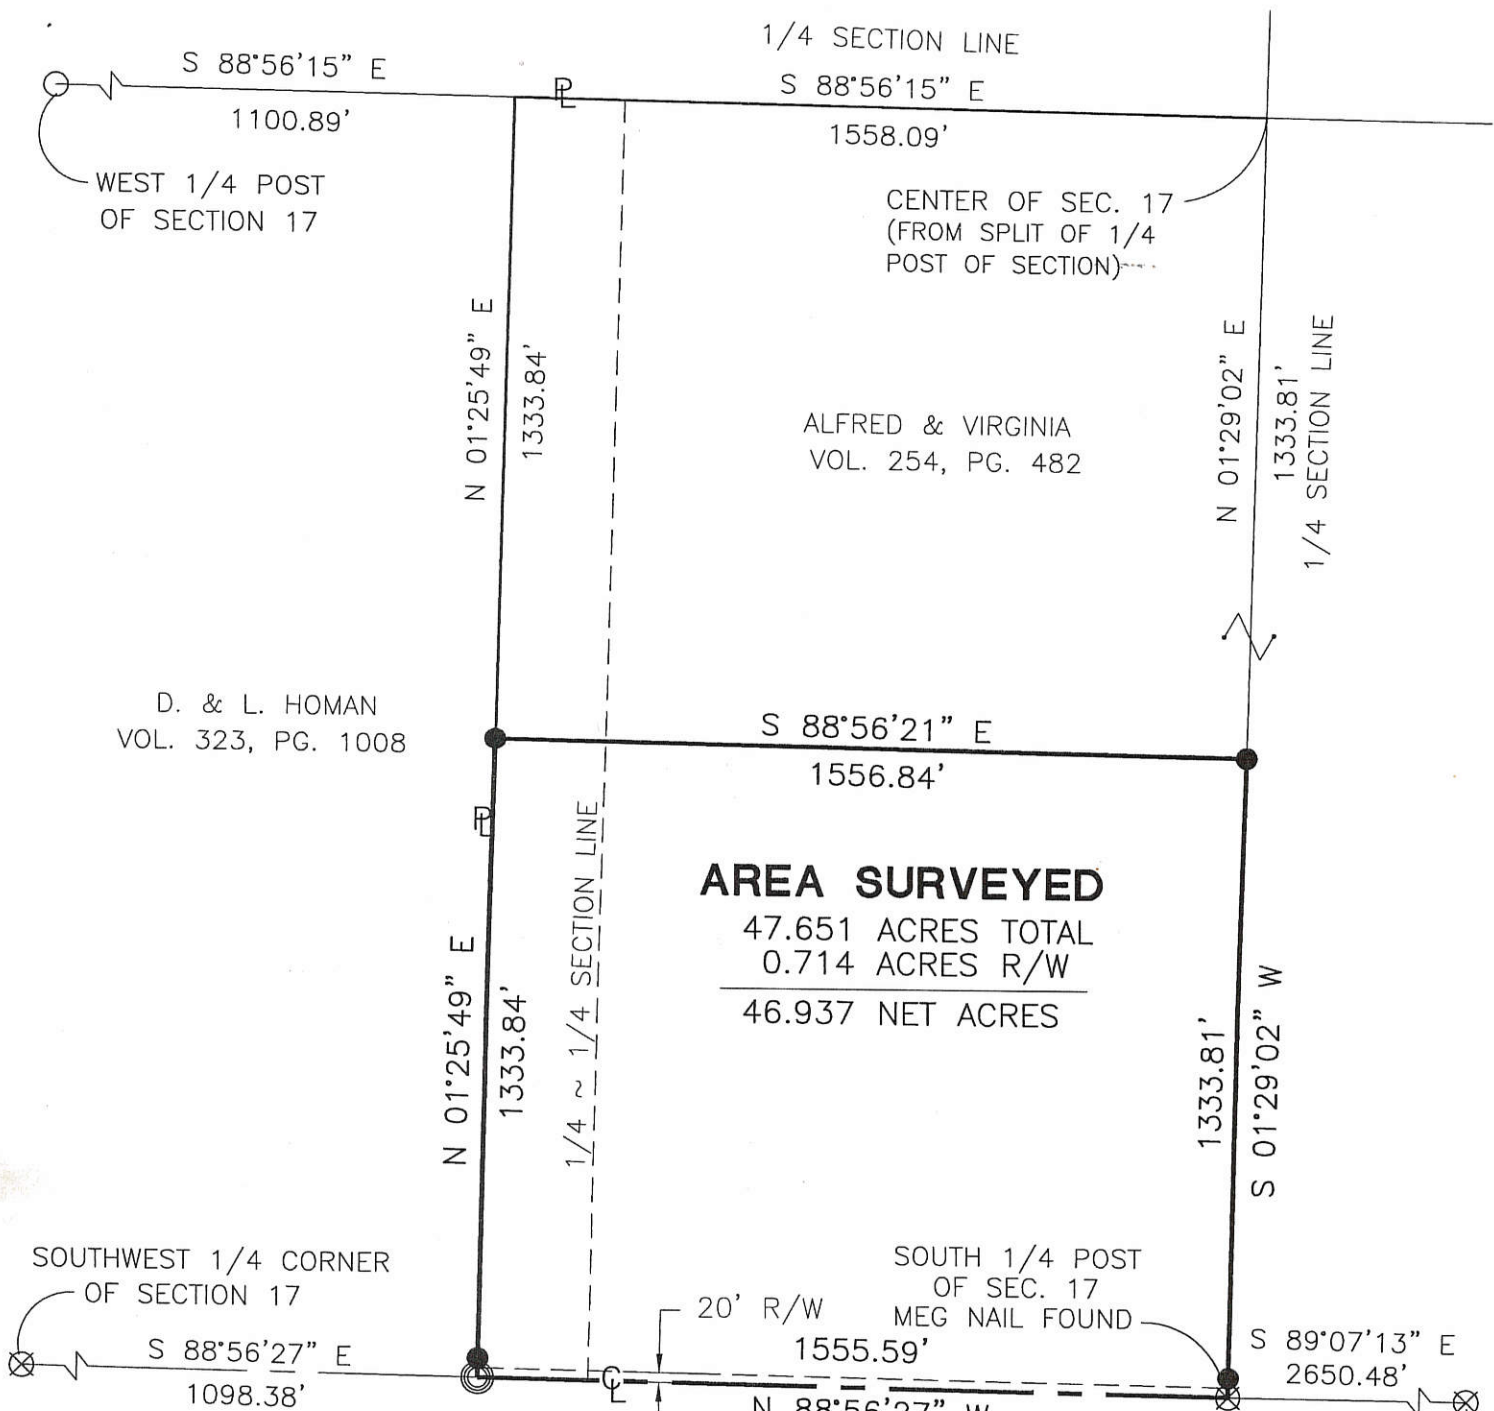 1/4 SECTION LINE
S 88°56'15" E
1100.89'
S 88°56'15" E
1558.09'
PL
WEST 1/4 POST
OF SECTION 17
CENTER OF SEC. 17
(FROM SPLIT OF 1/4
POST OF SECTION)
N 01°25'49" E
1333.84'
N 01°29'02" E
1333.81'
1/4 SECTION LINE
ALFRED & VIRGINIA
VOL. 254, PG. 482
D. & L. HOMAN
VOL. 323, PG. 1008
S 88°56'21" E
1556.84'
PL
AREA SURVEYED
47.651 ACRES TOTAL
0.714 ACRES R/W
46.937 NET ACRES
N 01°25'49" E
1333.84'
1/4 ~ 1/4 SECTION LINE
1333.81'
S 01°29'02" W
SOUTHWEST 1/4 CORNER
OF SECTION 17
S 88°56'27" E
1098.38'
20' R/W
CL
SOUTH 1/4 POST
OF SEC. 17
MEG NAIL FOUND
1555.59'
N 88°56'27" W
S 89°07'13" E
2650.48'